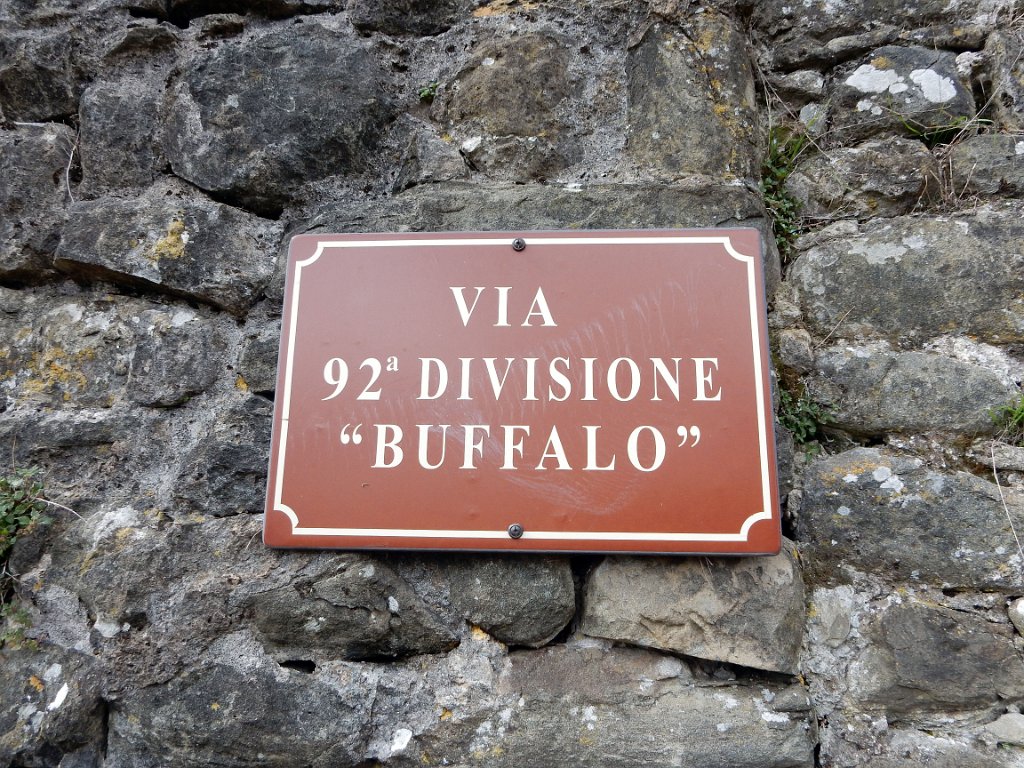 VIA
92ª DIVISIONE
“BUFFALO”